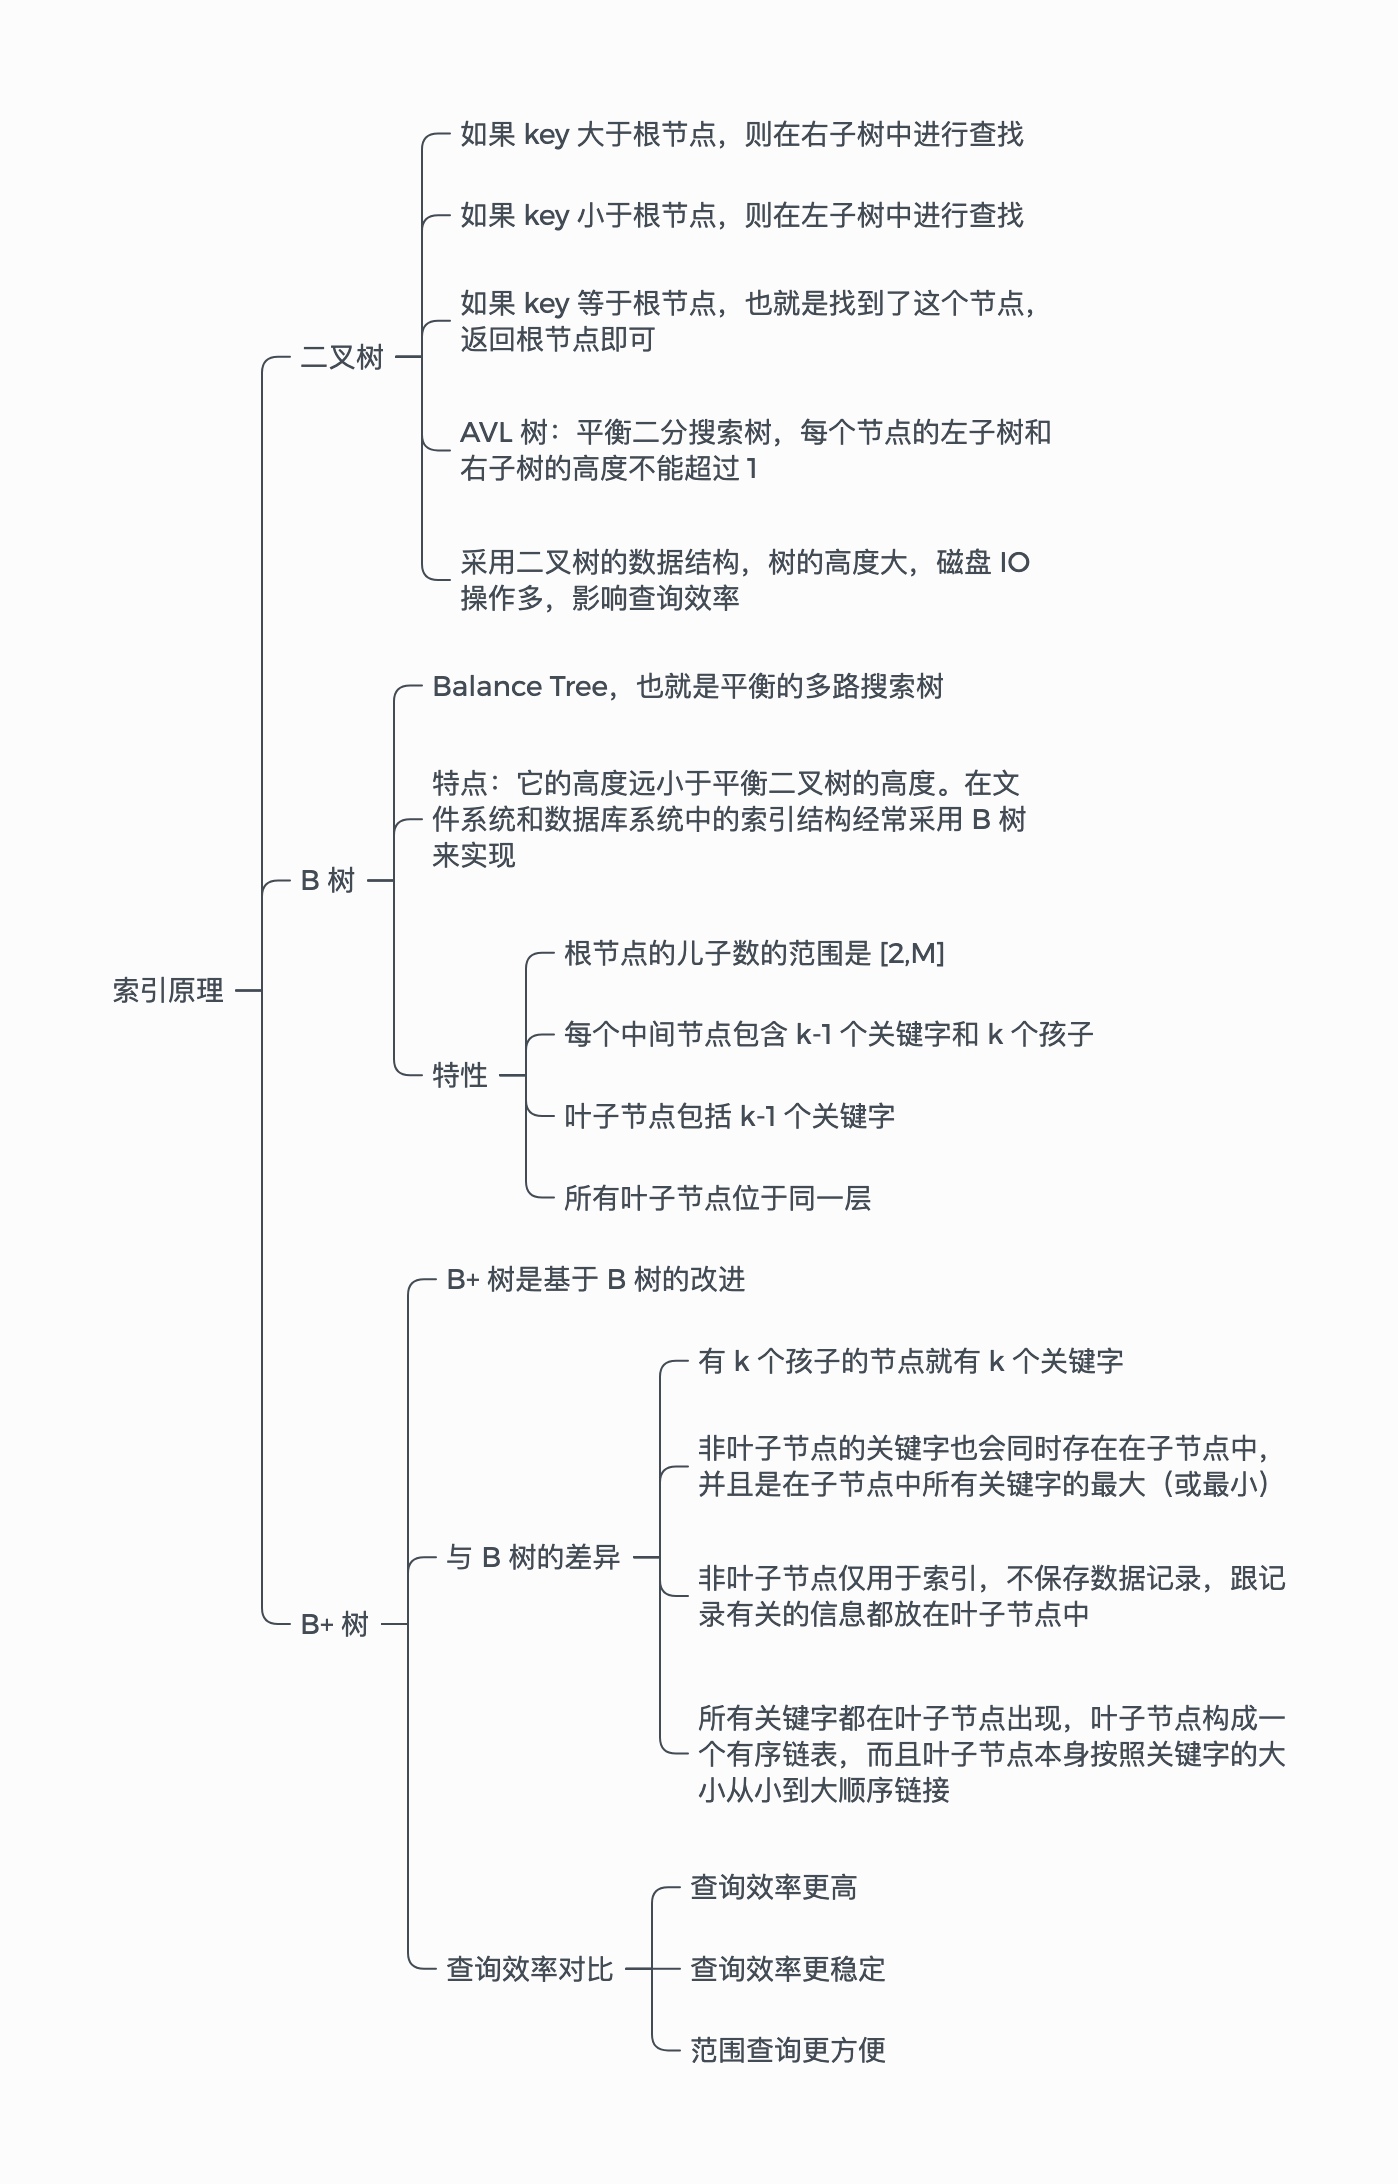 如果 key 大于根节点，则在右子树中进行查找
如果 key 小于根节点，则在左子树中进行查找
如果 key 等于根节点，也就是找到了这个节点，
返回根节点即可
二叉树
AVL 树：平衡二分搜索树，每个节点的左子树和
右子树的高度不能超过 1
采用二叉树的数据结构，树的高度大，磁盘 IO
操作多，影响查询效率
Balance Tree，也就是平衡的多路搜索树
特点：它的高度远小于平衡二叉树的高度。在文
件系统和数据库系统中的索引结构经常采用 B 树
来实现
B 树
根节点的儿子数的范围是 [2,M]
索引原理
每个中间节点包含 k-1 个关键字和 k 个孩子
特性
叶子节点包括 k-1 个关键字
所有叶子节点位于同一层
B+ 树是基于 B 树的改进
有 k 个孩子的节点就有 k 个关键字
非叶子节点的关键字也会同时存在在子节点中，
并且是在子节点中所有关键字的最大（或最小）
与 B 树的差异
非叶子节点仅用于索引，不保存数据记录，跟记
录有关的信息都放在叶子节点中
B+ 树
所有关键字都在叶子节点出现，叶子节点构成一
个有序链表，而且叶子节点本身按照关键字的大
小从小到大顺序链接
查询效率更高
查询效率对比
查询效率更稳定
范围查询更方便